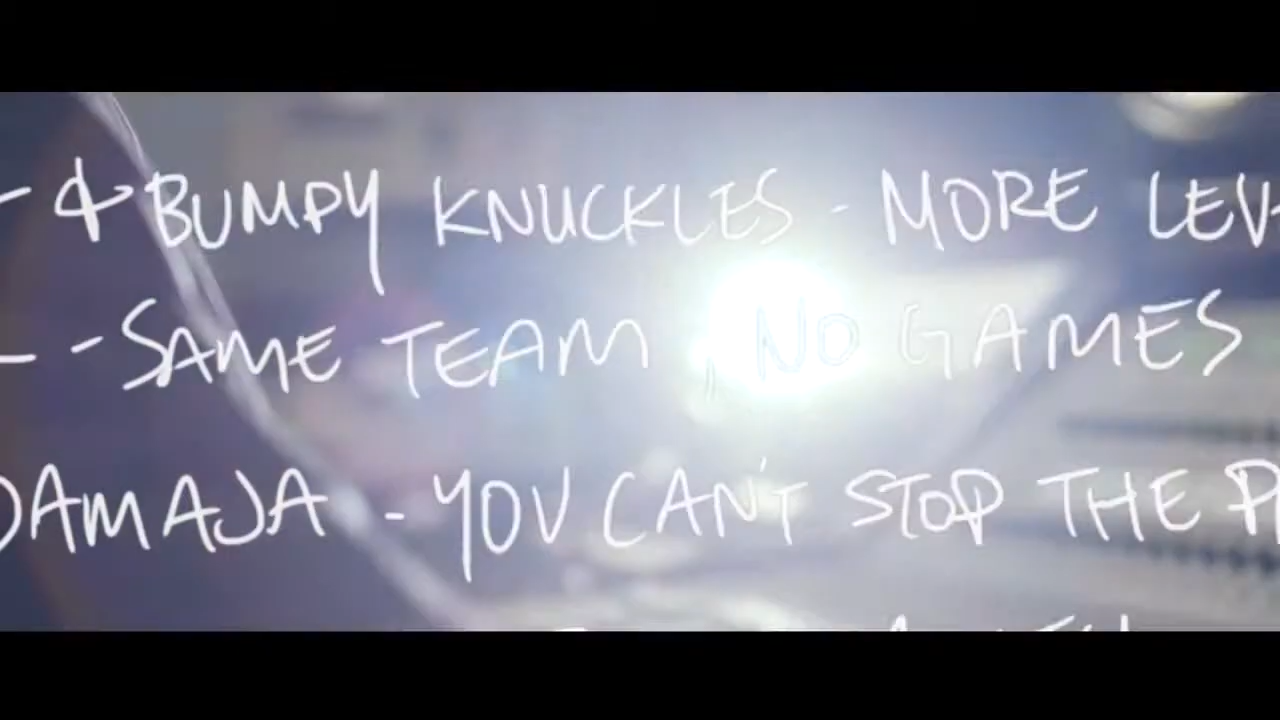 - & BUMPY KNUCKLES - MORE LEV
- - SAME TEAM, NO GAMES
DAMAJA - YOU CAN'T STOP THE P